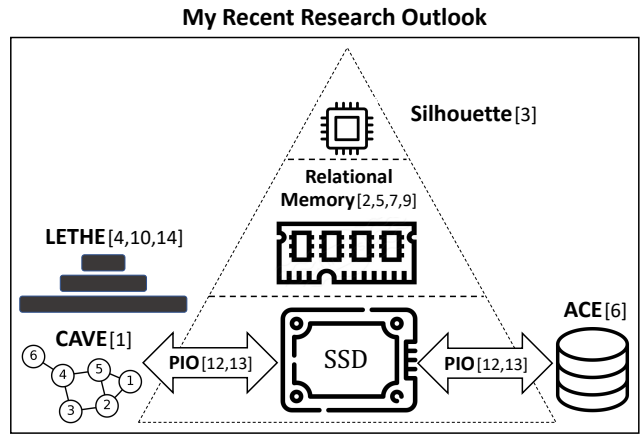 My Recent Research Outlook
Silhouette[3]
Relational
Memory[2,5,7,9]
LETHE[4,10,14]
CAVE[1]
6
4
5
1
3
2
PIO[12,13]
SSD
PIO[12,13]
ACE[6]